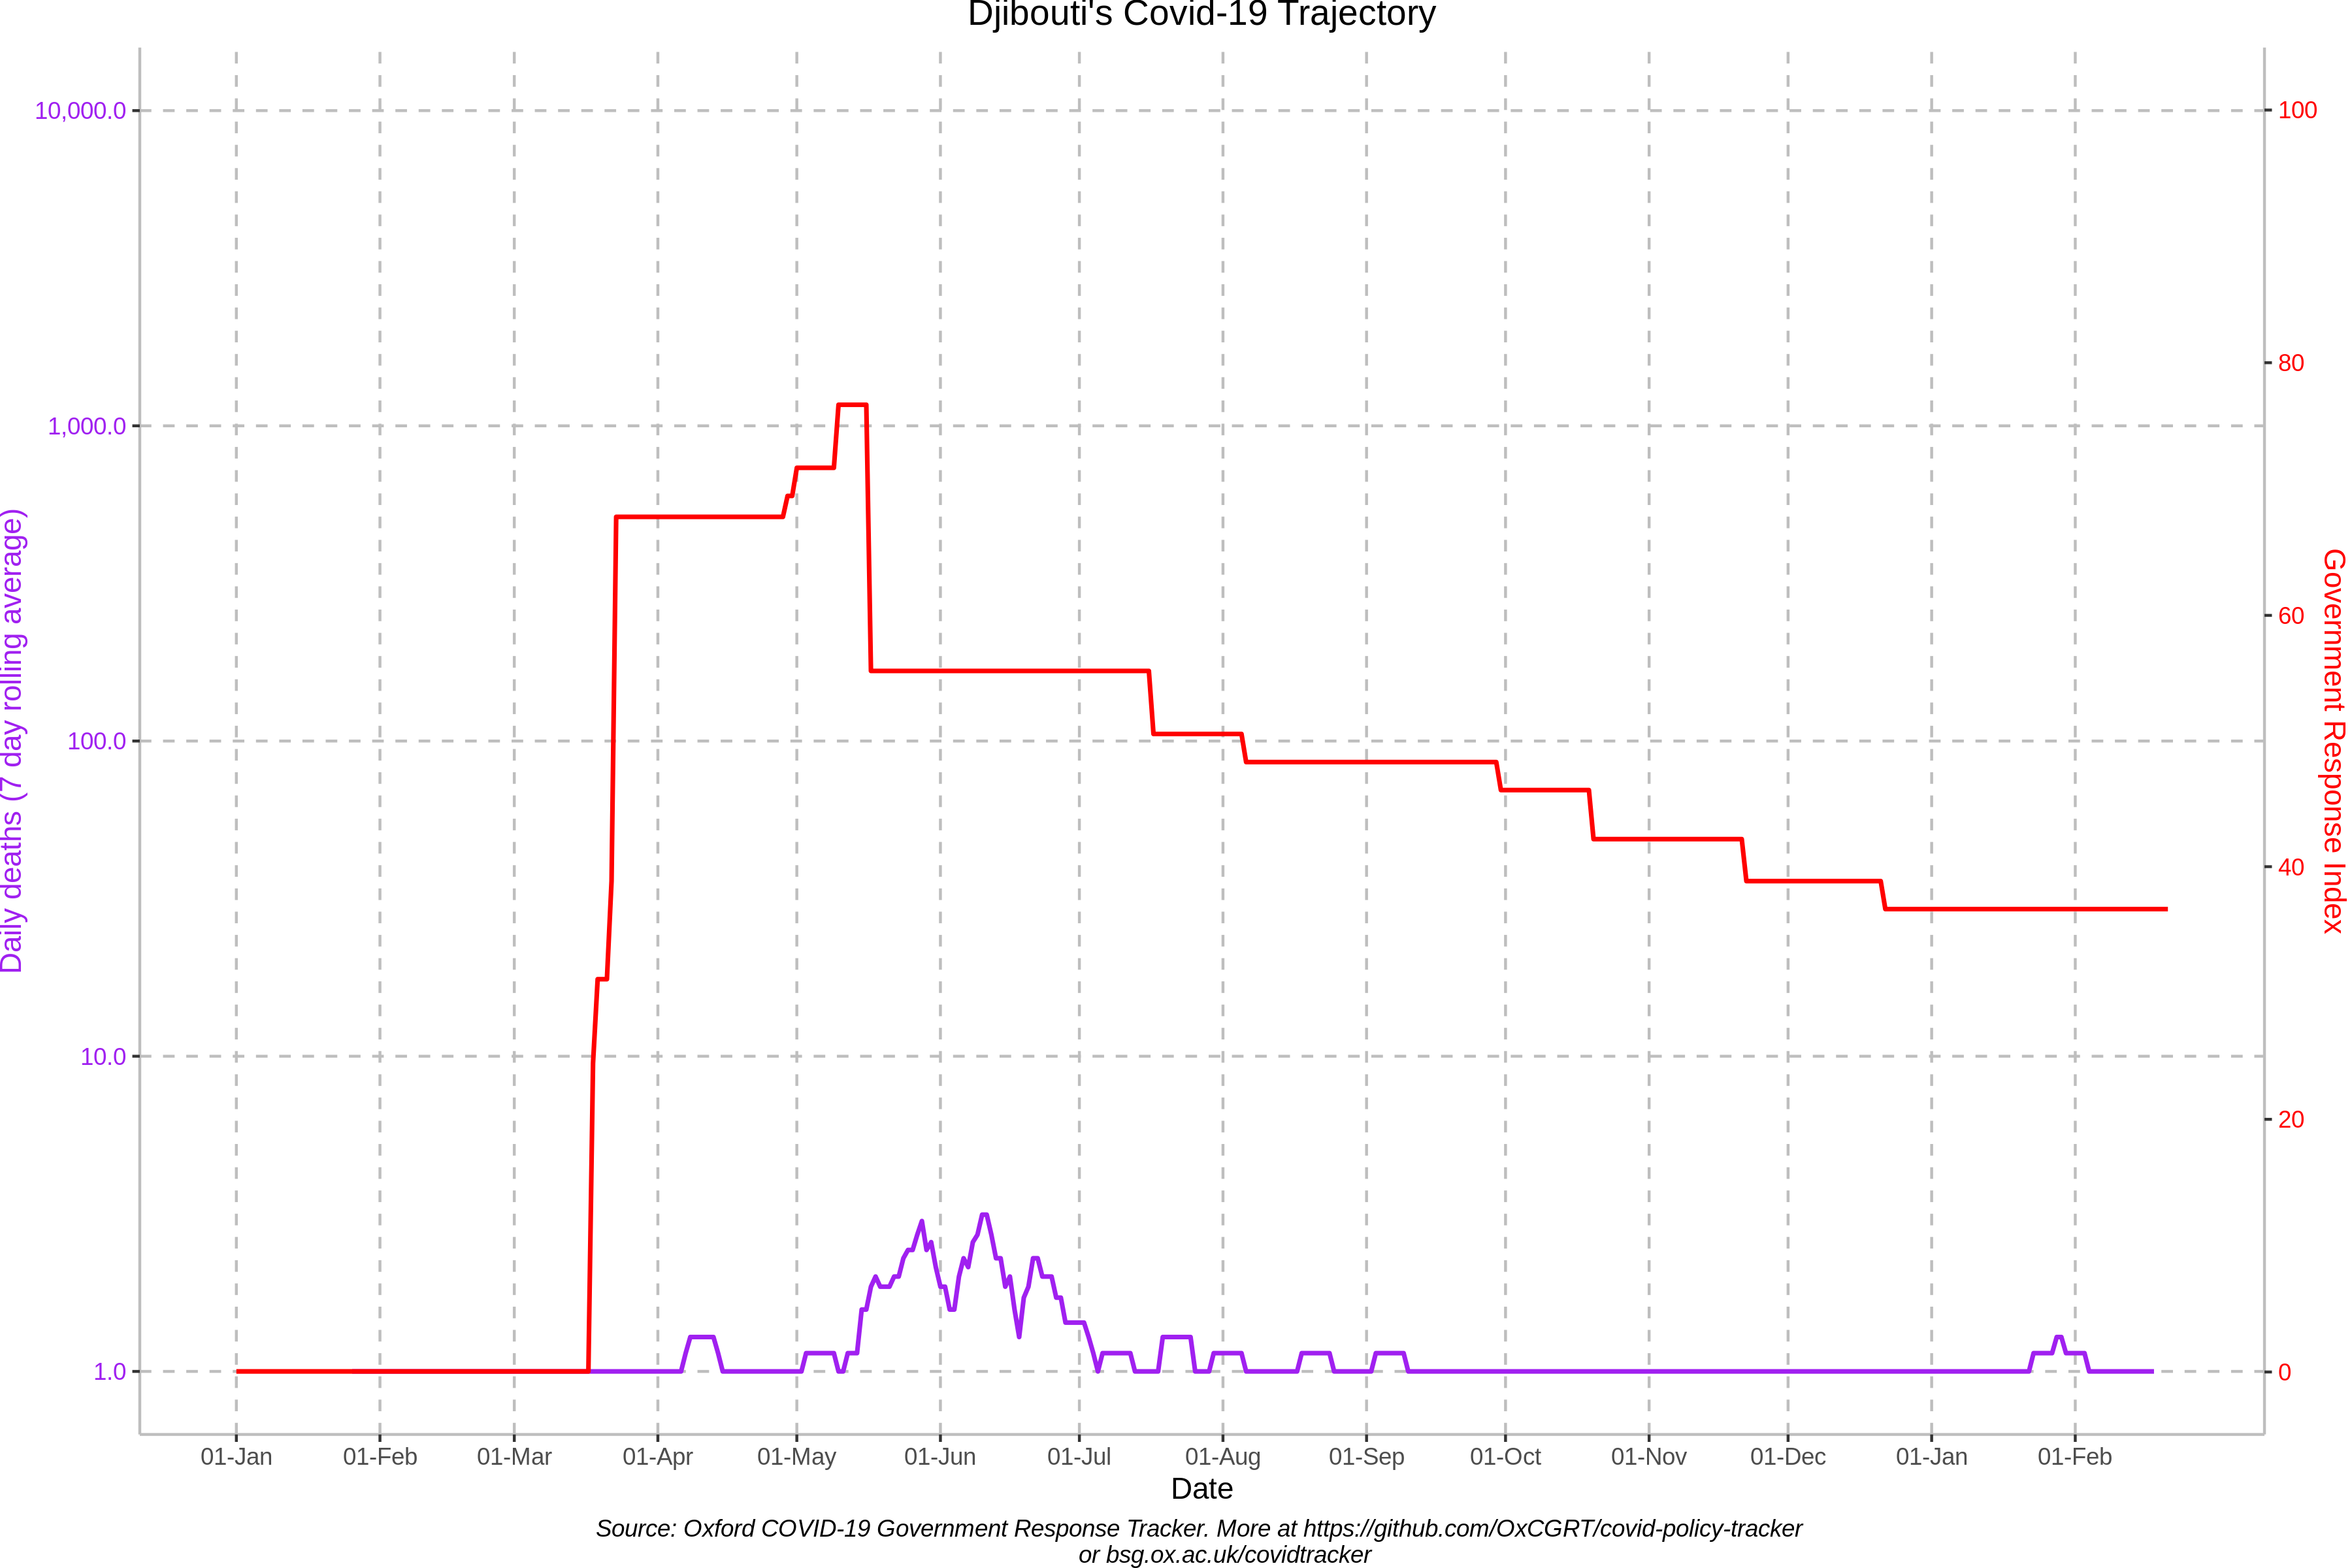 Djibouti's Covid-19 Trajectory
10,000.0
1,000.0
100.0
10.0
1.0
Daily deaths (7 day rolling average)
100
80
60
40
20
0
Government Response Index
01-Jan 01-Feb 01-Mar 01-Apr 01-May 01-Jun 01-Jul 01-Aug 01-Sep 01-Oct 01-Nov 01-Dec 01-Jan 01-Feb
Date
Source: Oxford COVID-19 Government Response Tracker. More at https://github.com/OxCGRT/covid-policy-tracker
or bsg.ox.ac.uk/covidtracker